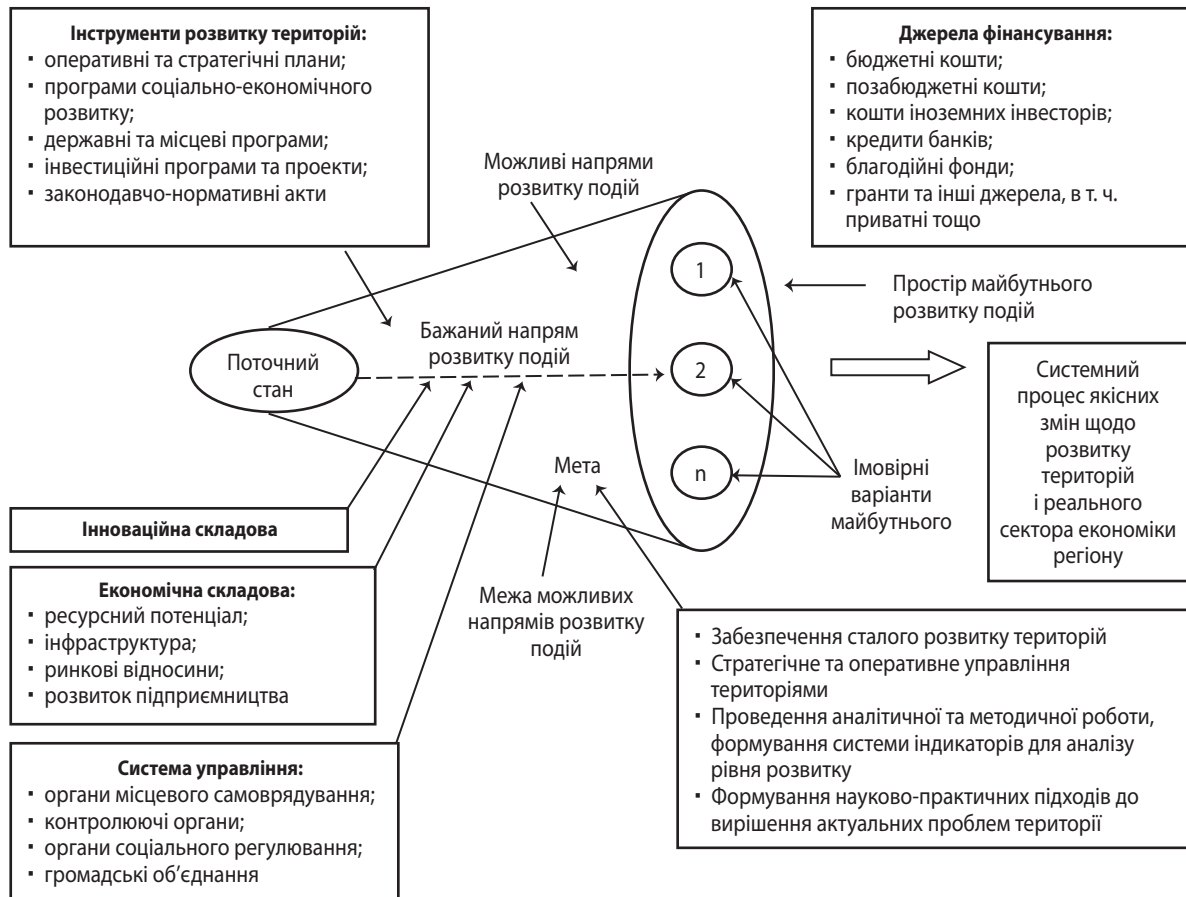 Інструменти розвитку територій:
▪ оперативні та стратегічні плани;
▪ програми соціально-економічного
розвитку;
▪ державні та місцеві програми;
▪ інвестиційні програми та проекти;
▪ законодавчо-нормативні акти
Джерела фінансування:
▪ бюджетні кошти;
▪ позабюджетні кошти;
▪ кошти іноземних інвесторів;
▪ кредити банків;
▪ благодійні фонди;
▪ гранти та інші джерела, в т. ч.
приватні тощо
Можливі напрями
розвитку подій
Простір майбутнього
розвитку подій
Поточний
стан
Бажаний напрям
розвитку подій
1
2
n
Імовірні
варіанти
майбутнього
Системний
процес якісних
змін щодо
розвитку
територій
і реального
сектора економіки
регіону
Мета
Межа можливих
напрямів розвитку
подій
Інноваційна складова
Економічна складова:
▪ ресурсний потенціал;
▪ інфраструктура;
▪ ринкові відносини;
▪ розвиток підприємництва
Система управління:
▪ органи місцевого самоврядування;
▪ контролюючі органи;
▪ органи соціального регулювання;
▪ громадські об’єднання
▪ Забезпечення сталого розвитку територій
▪ Стратегічне та оперативне управління
територіями
▪ Проведення аналітичної та методичної роботи,
формування системи індикаторів для аналізу
рівня розвитку
▪ Формування науково-практичних підходів до
вирішення актуальних проблем території